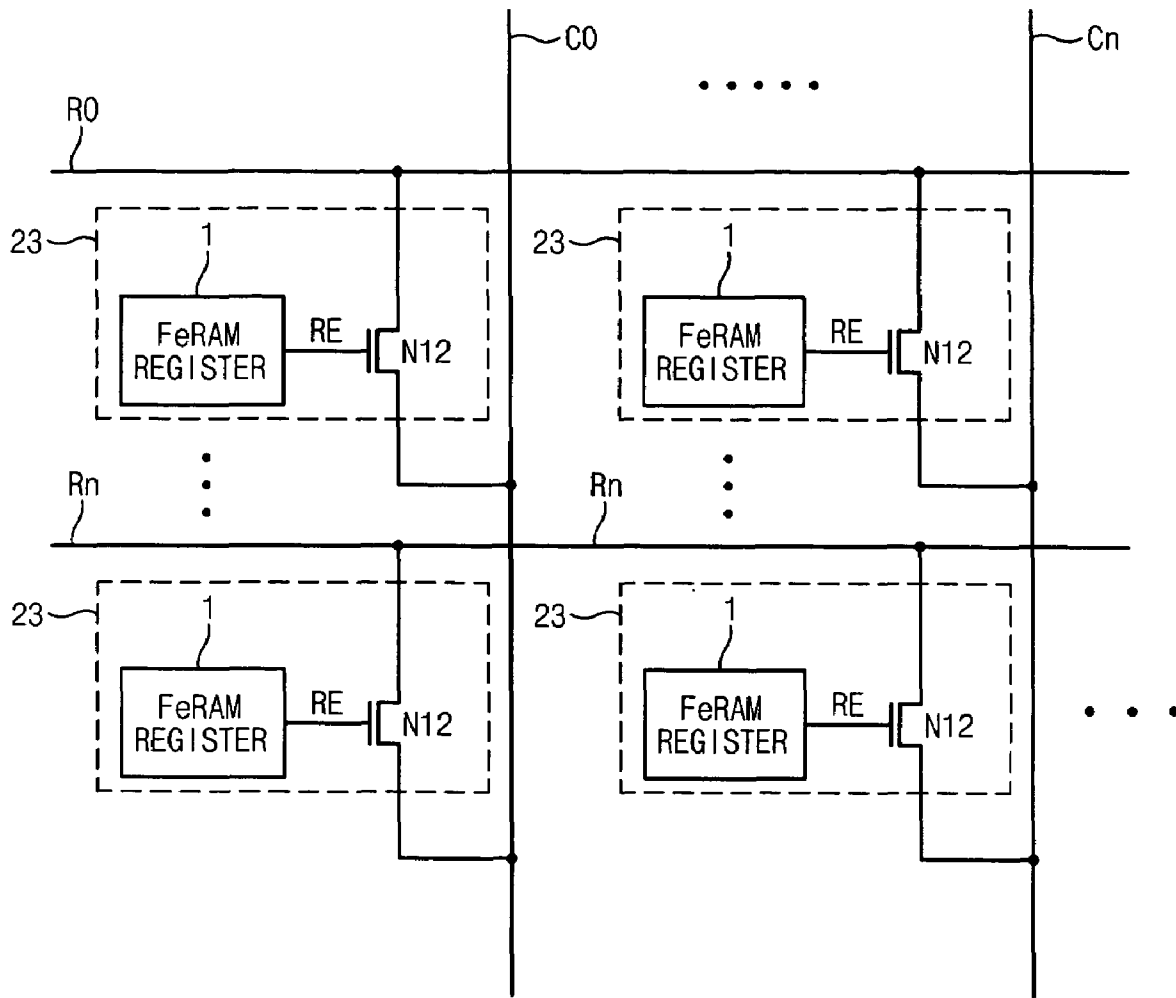 C0
Cn
R0
23
1
23
1
FeRAM
REGISTER
RE
N12
FeRAM
REGISTER
RE
N12
Rn
Rn
23
1
23
1
FeRAM
REGISTER
RE
N12
FeRAM
REGISTER
RE
N12